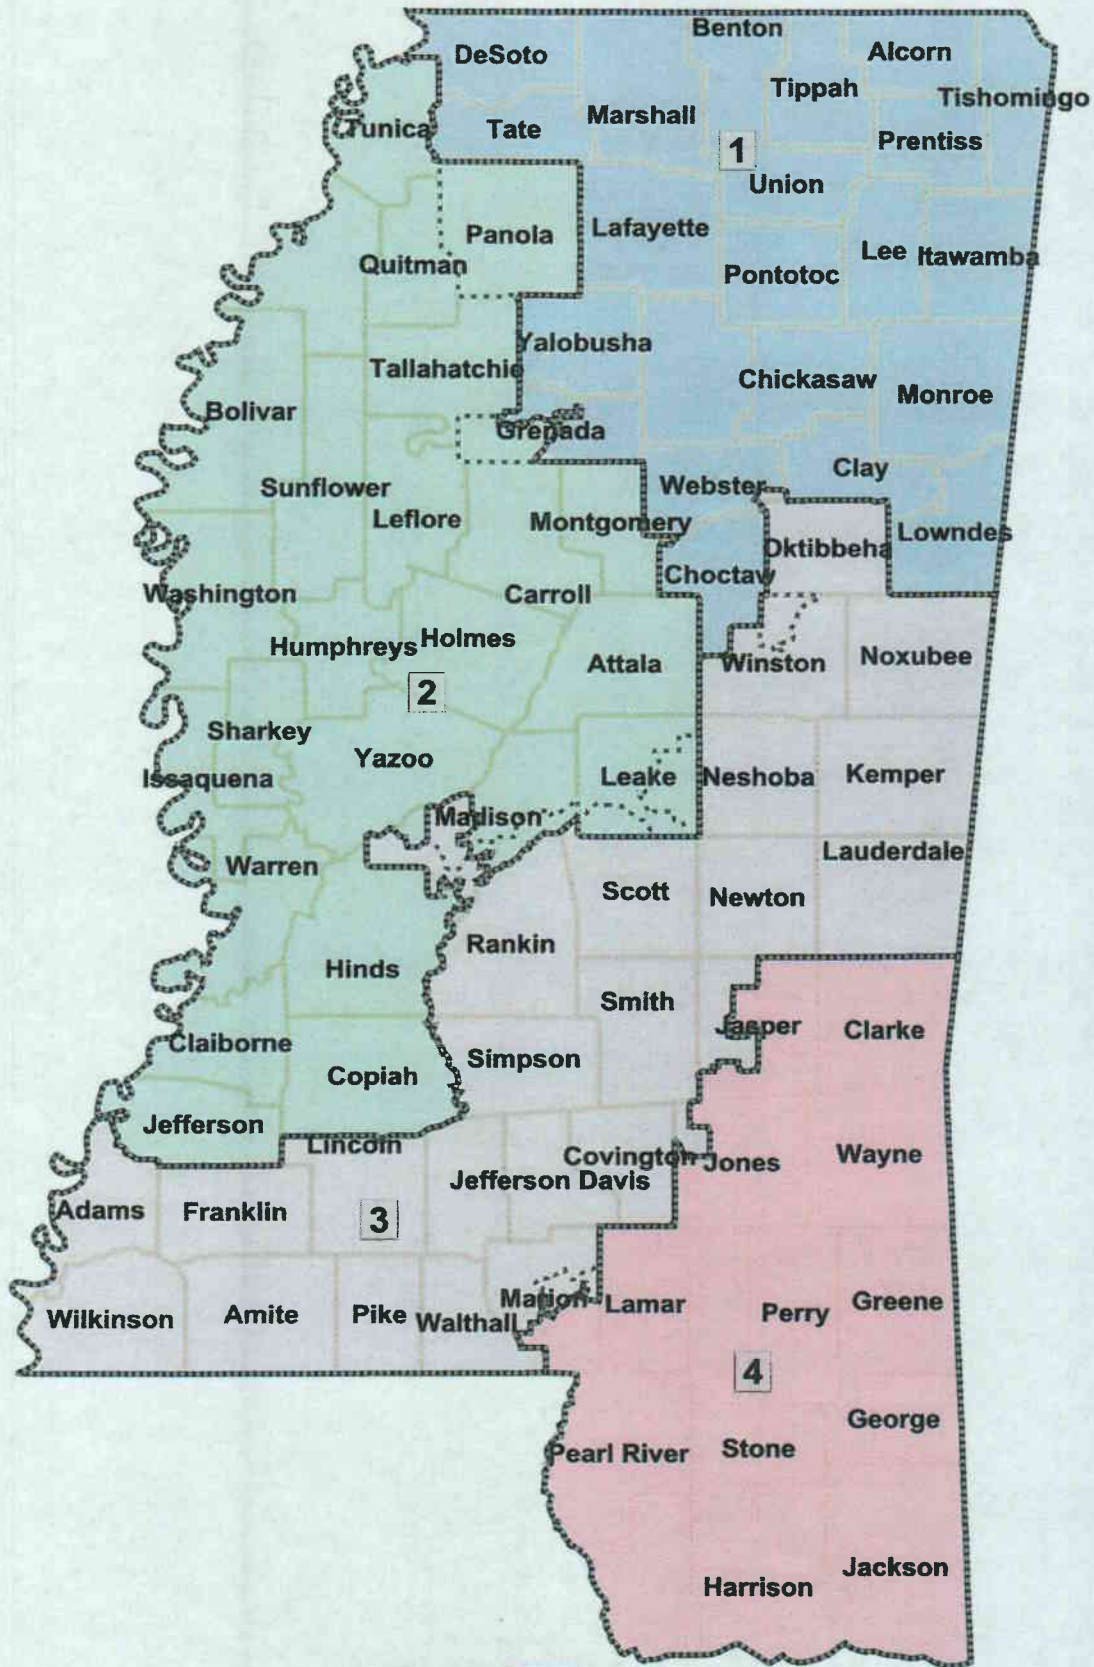 Benton
DeSoto
Alcorn
Tippah
Tishomingo
Marshall
Tunica
Tate
Prentiss
1
Union
Lafayette
Panola
Lee
Itawamba
Quitman
Pontotoc
Yalobusha
Tallahatchie
Chickasaw
Monroe
Bolivar
Grenada
Clay
Webster
Sunflower
Leflore
Montgomery
Lowndes
Oktibbeha
Choctaw
Washington
Carroll
Humphreys
Holmes
Attala
Winston
Noxubee
2
Sharkey
Yazoo
Issaquena
Leake
Neshoba
Kemper
Madison
Lauderdale
Warren
Scott
Newton
Rankin
Hinds
Smith
Jasper
Clarke
Claiborne
Simpson
Copiah
Jefferson
Lincoln
Covington
Jones
Wayne
Jefferson Davis
Adams
Franklin
3
Marion
Lamar
Greene
Wilkinson
Amite
Pike
Walthall
Perry
4
George
Pearl River
Stone
Jackson
Harrison